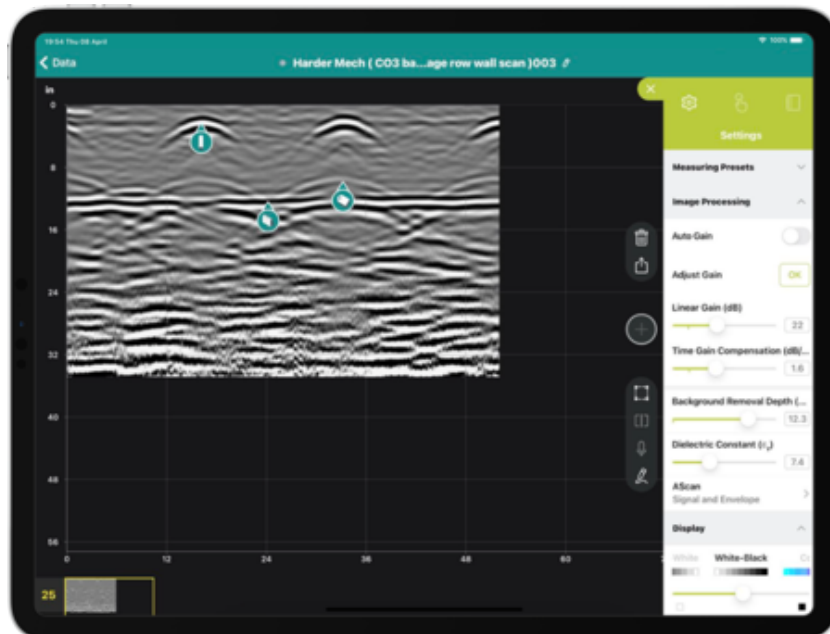 19:54 Thu 08 April
100%
Data
Harder Mech ( CO3 ba...age row wall scan )003
in
0
8
16
24
32
40
48
56
0
12
24
36
48
60
25
Settings
Measuring Presets
Image Processing
Auto Gain
Adjust Gain
OK
Linear Gain (dB)
22
Time Gain Compensation (dB/...
1.6
Background Removal Depth (...
12.3
Dielectric Constant (εr)
7.4
AScan
Signal and Envelope
Display
White
White-Black